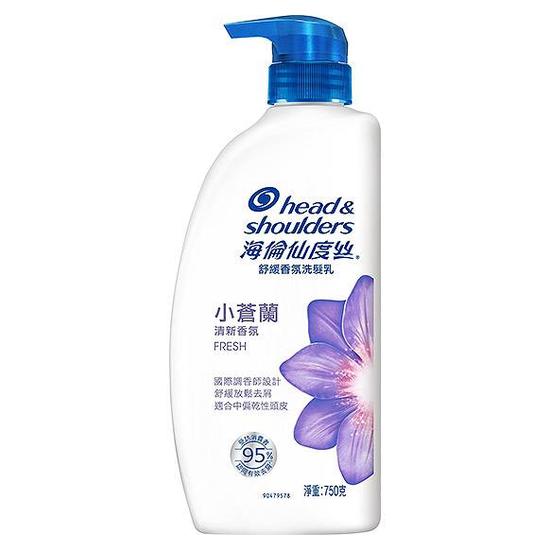 head &
shoulders
海倫仙度丝®
舒緩香氛洗髮乳
小蒼蘭
清新香氛
FRESH
國際調香師設計
舒緩放鬆去屑
適合中偏乾性頭皮
95%
90479578
淨重:750克